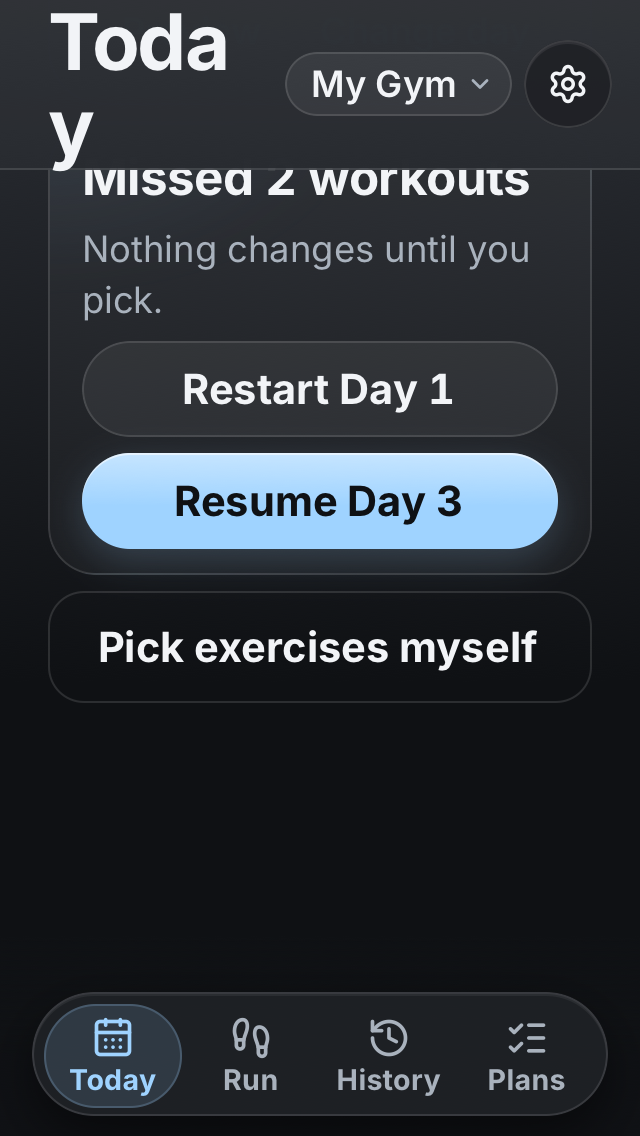 Toda
y
My Gym
Missed 2 workouts
Nothing changes until you
pick.
Restart Day 1
Resume Day 3
Pick exercises myself
Today
Run
History
Plans